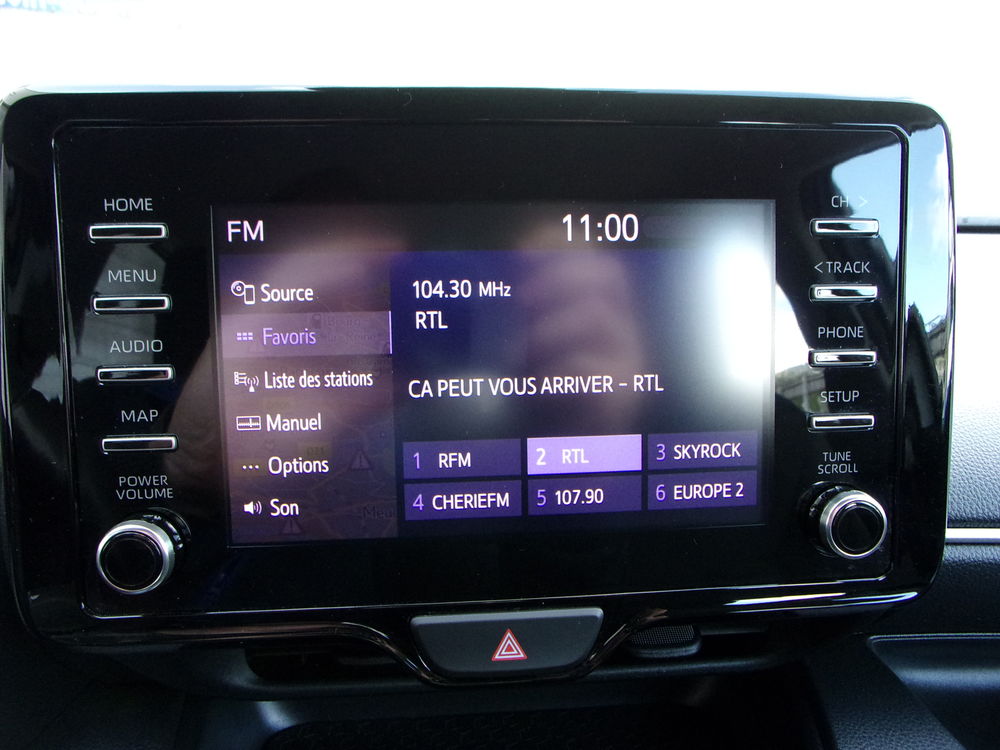 HOME
MENU
AUDIO
MAP
POWER
VOLUME
FM
11:00
Source
Favoris
Liste des stations
Manuel
Options
Son
104.30 MHz
RTL
CA PEUT VOUS ARRIVER – RTL
1 RFM
2 RTL
3 SKYROCK
4 CHERIEFM
5 107.90
6 EUROPE 2
CH >
< TRACK
PHONE
SETUP
TUNE
SCROLL